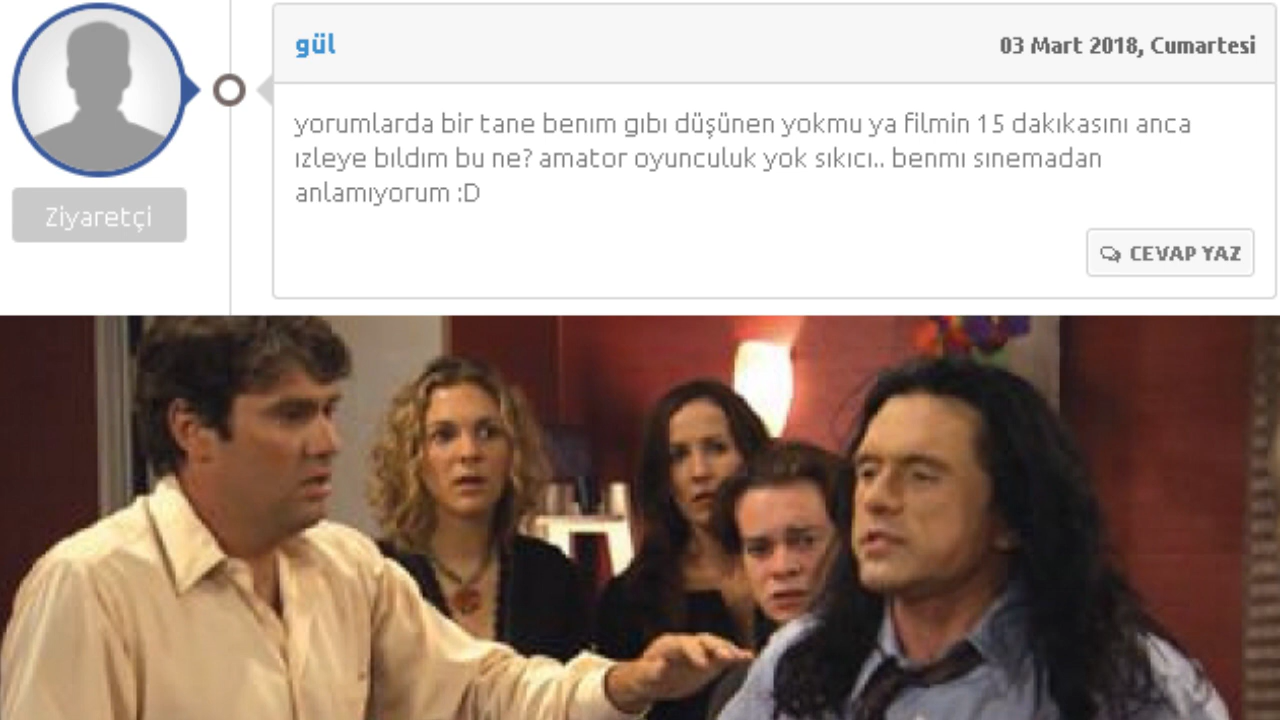 gül
03 Mart 2018, Cumartesi
yorumlarda bir tane benım gıbı düşünen yokmu ya filmin 15 dakıkasını anca
ızleye bıldım bu ne? amator oyunculuk yok sıkıcı.. benmı sınemadan
anlamıyorum :D
Ziyaretçi
CEVAP YAZ